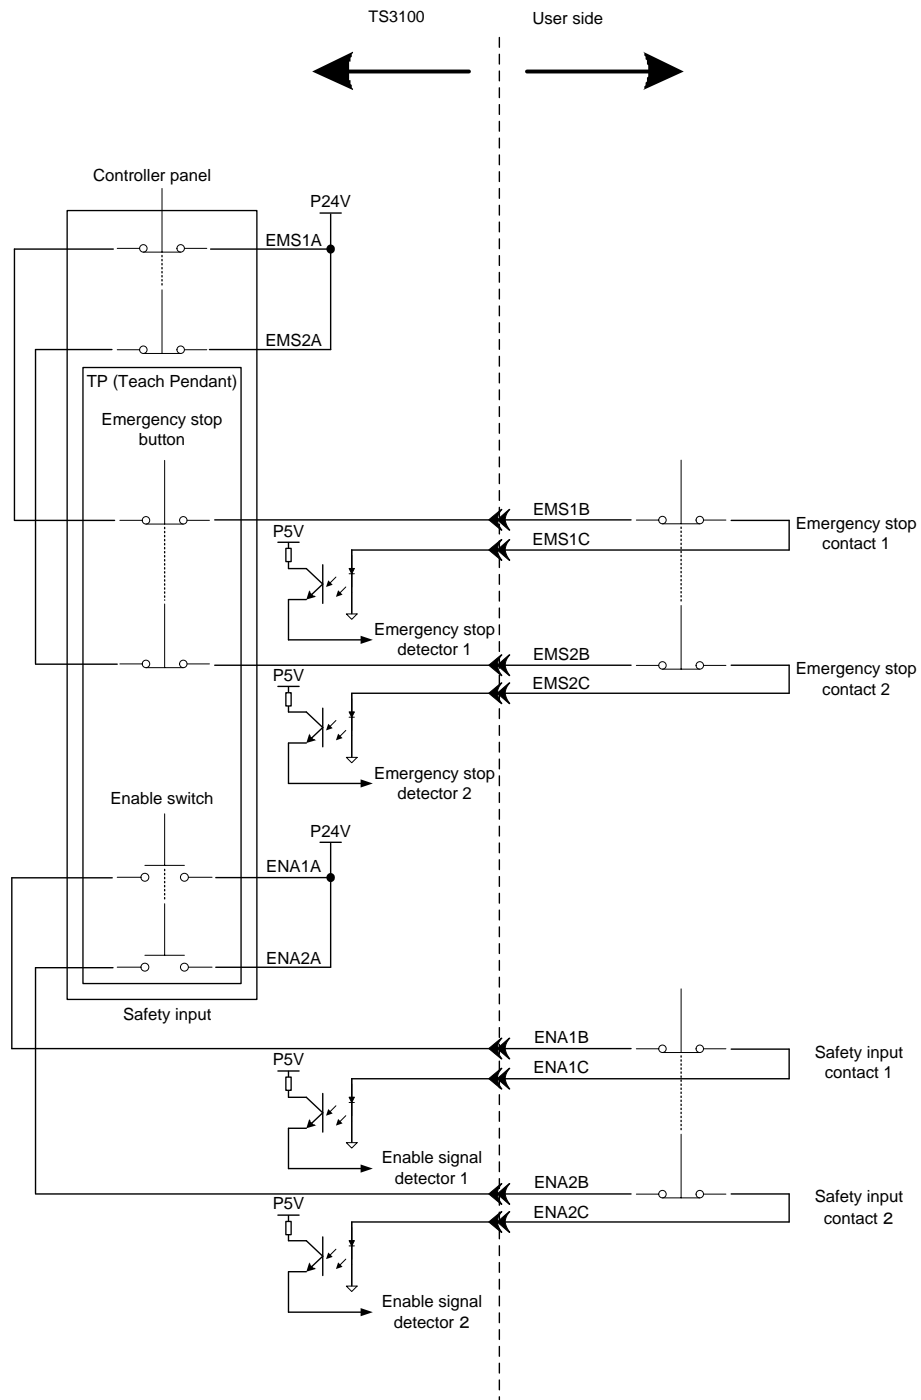 TS3100
User side
Controller panel
P24V
EMS1A
EMS2A
TP (Teach Pendant)
Emergency stop
button
EMS1B
P5V
EMS1C
Emergency stop
contact 1
Emergency stop
detector 1
EMS2B
P5V
EMS2C
Emergency stop
contact 2
Emergency stop
detector 2
Enable switch
P24V
ENA1A
ENA2A
Safety input
ENA1B
P5V
ENA1C
Safety input
contact 1
Enable signal
detector 1
ENA2B
P5V
ENA2C
Safety input
contact 2
Enable signal
detector 2